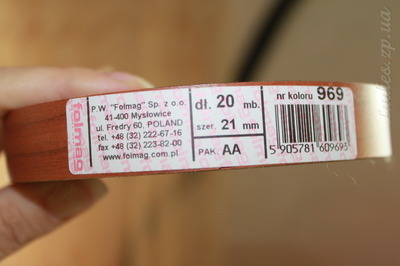 folmag
P.W. "Folmag" Sp. z o.o.
41-400 Mysłowice
ul. Fredry 60, POLAND
tel. +48 (32) 222-67-16
fax +48 (32) 223-82-00
www.folmag.com.pl
dł. 20 mb.
szer. 21 mm
PAK. AA
nr koloru 969
5 905781 609695